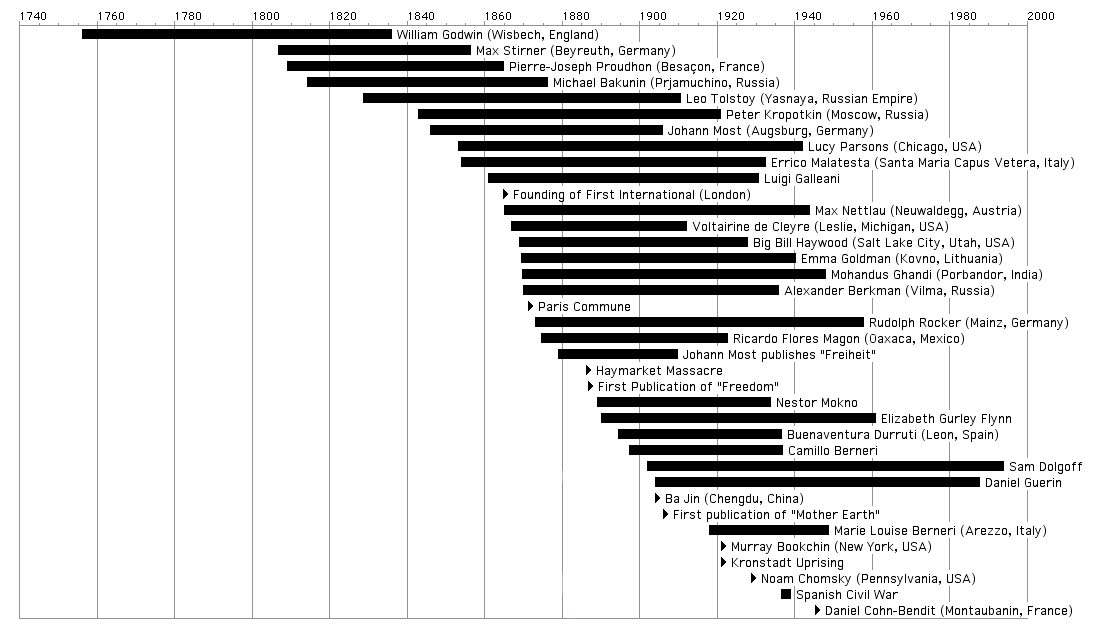 1740 1760 1780 1800 1820 1840 1860 1880 1900 1920 1940 1960 1980 2000
William Godwin (Wisbech, England)
Max Stirner (Beyreuth, Germany)
Pierre-Joseph Proudhon (Besaçon, France)
Michael Bakunin (Prjamuchino, Russia)
Leo Tolstoy (Yasnaya, Russian Empire)
Peter Kropotkin (Moscow, Russia)
Johann Most (Augsburg, Germany)
Lucy Parsons (Chicago, USA)
Errico Malatesta (Santa Maria Capus Vetera, Italy)
Luigi Galleani
Founding of First International (London)
Max Nettlau (Neuwaldegg, Austria)
Voltairine de Cleyre (Leslie, Michigan, USA)
Big Bill Haywood (Salt Lake City, Utah, USA)
Emma Goldman (Kovno, Lithuania)
Mohandus Ghandi (Porbandor, India)
Alexander Berkman (Vilma, Russia)
Paris Commune
Rudolph Rocker (Mainz, Germany)
Ricardo Flores Magon (Oaxaca, Mexico)
Johann Most publishes "Freiheit"
Haymarket Massacre
First Publication of "Freedom"
Nestor Mokno
Elizabeth Gurley Flynn
Buenaventura Durruti (Leon, Spain)
Camillo Berneri
Sam Dolgoff
Daniel Guerin
Ba Jin (Chengdu, China)
First publication of "Mother Earth"
Marie Louise Berneri (Arezzo, Italy)
Murray Bookchin (New York, USA)
Kronstadt Uprising
Noam Chomsky (Pennsylvania, USA)
Spanish Civil War
Daniel Cohn-Bendit (Montaubanin, France)